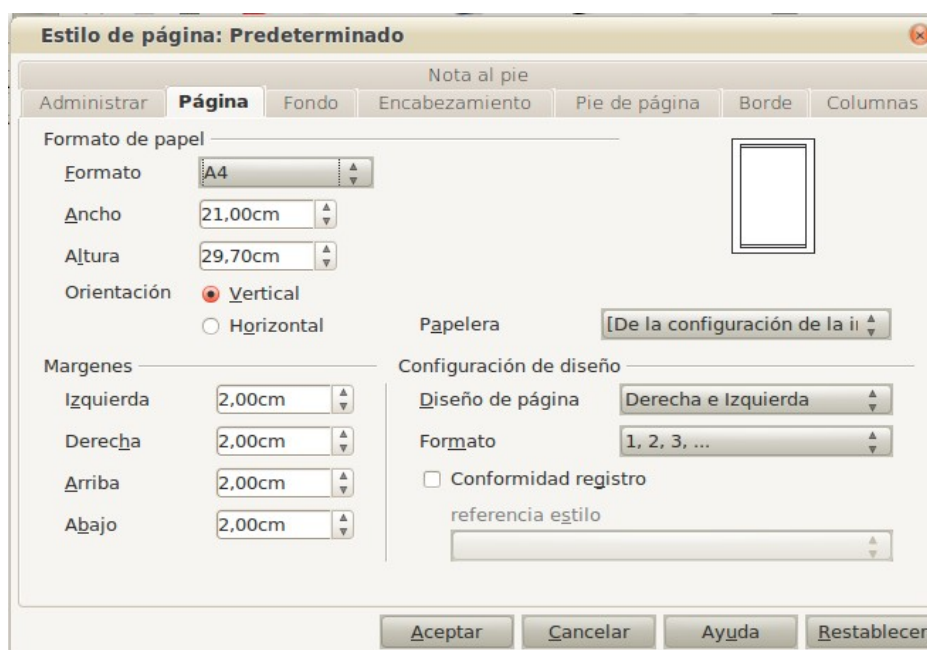 Estilo de página: Predeterminado
Nota al pie
Administrar Página Fondo Encabezamiento Pie de página Borde Columnas
Formato de papel
Formato A4
Ancho 21,00cm
Altura 29,70cm
Orientación Vertical
Horizontal Papelera [De la configuración de la
Margenes Configuración de diseño
Izquierda 2,00cm Diseño de página Derecha e Izquierda
Derecha 2,00cm Formato 1, 2, 3, ...
Arriba 2,00cm Conformidad registro
referencia estilo
Abajo 2,00cm
Aceptar Cancelar Ayuda Restablecer